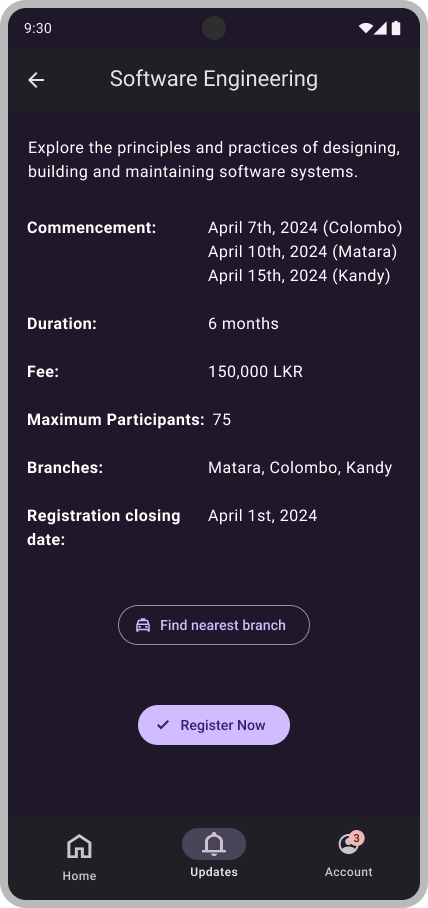 9:30
Software Engineering
Explore the principles and practices of designing,
building and maintaining software systems.
Commencement: April 7th, 2024 (Colombo)
April 10th, 2024 (Matara)
April 15th, 2024 (Kandy)
Duration: 6 months
Fee: 150,000 LKR
Maximum Participants: 75
Branches: Matara, Colombo, Kandy
Registration closing April 1st, 2024
date:
Find nearest branch
Register Now
3
Home Updates Account